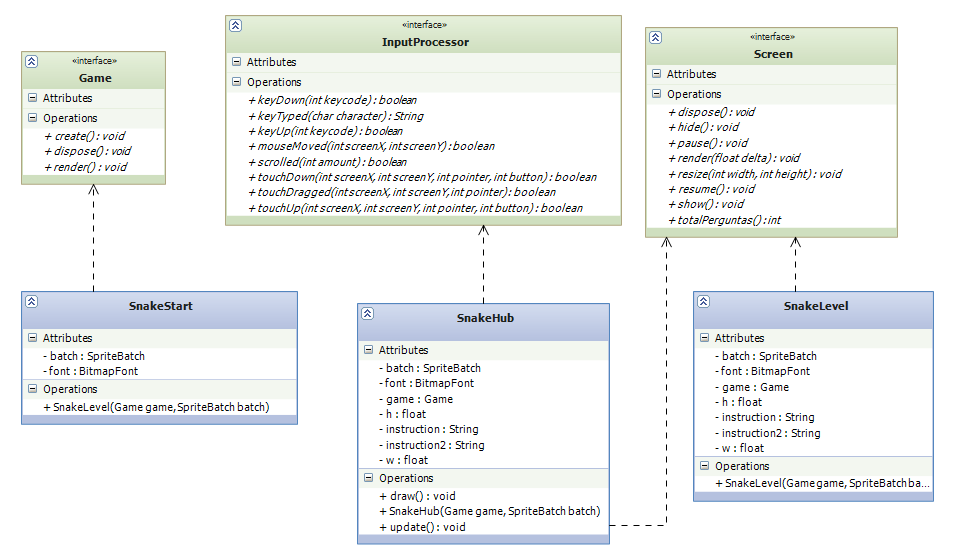 «interface»
Game
Attributes
Operations
+ create() : void
+ dispose() : void
+ render() : void
«interface»
InputProcessor
Attributes
Operations
+ keyDown(int keycode) : boolean
+ keyTyped(char character) : String
+ keyUp(int keycode) : boolean
+ mouseMoved(int screenX, int screenY) : boolean
+ scrolled(int amount) : boolean
+ touchDown(int screenX, int screenY, int pointer, int button) : boolean
+ touchDragged(int screenX, int screenY, int pointer) : boolean
+ touchUp(int screenX, int screenY, int pointer, int button) : boolean
«interface»
Screen
Attributes
Operations
+ dispose() : void
+ hide() : void
+ pause() : void
+ render(float delta) : void
+ resize(int width, int height) : void
+ resume() : void
+ show() : void
+ totalPerguntas() : int
SnakeStart
Attributes
- batch : SpriteBatch
- font : BitmapFont
Operations
+ SnakeLevel(Game game, SpriteBatch batch)
SnakeHub
Attributes
- batch : SpriteBatch
- font : BitmapFont
- game : Game
- h : float
- instruction : String
- instruction2 : String
- w : float
Operations
+ draw() : void
+ SnakeHub(Game game, SpriteBatch batch)
+ update() : void
SnakeLevel
Attributes
- batch : SpriteBatch
- font : BitmapFont
- game : Game
- h : float
- instruction : String
- instruction2 : String
- w : float
Operations
+ SnakeLevel(Game game, SpriteBatch ba...